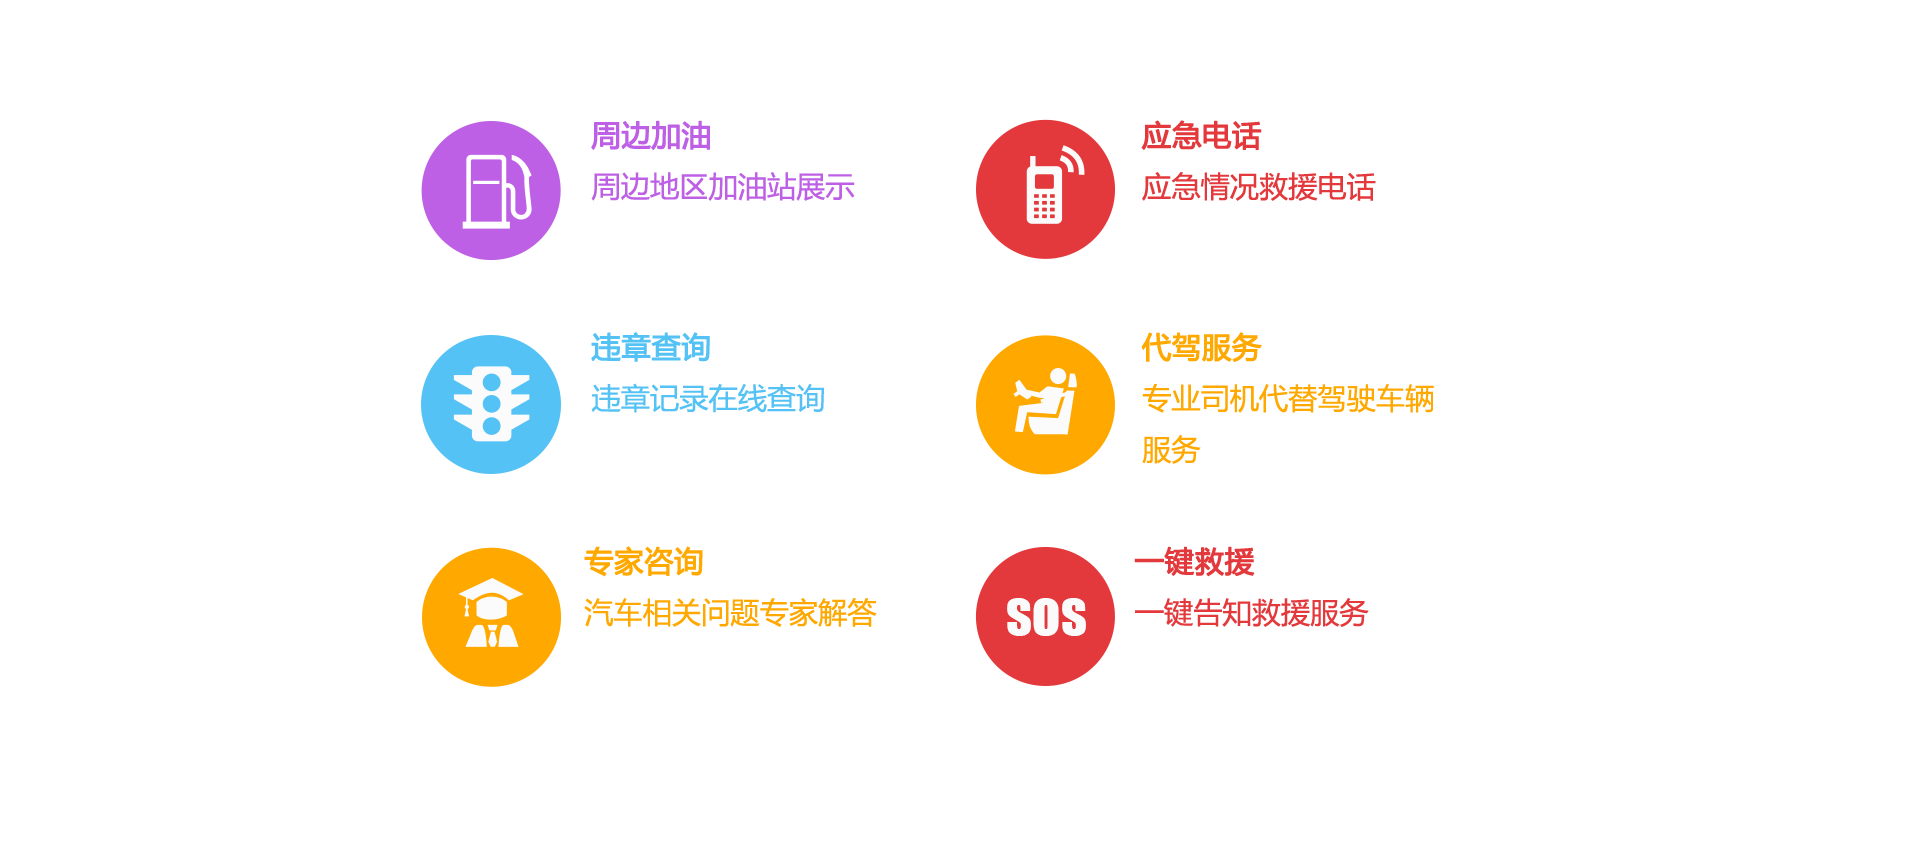 周边加油
周边地区加油站展示
应急电话
应急情况救援电话
违章查询
违章记录在线查询
代驾服务
专业司机代替驾驶车辆
服务
专家咨询
汽车相关问题专家解答
SOS
一键救援
一键告知救援服务